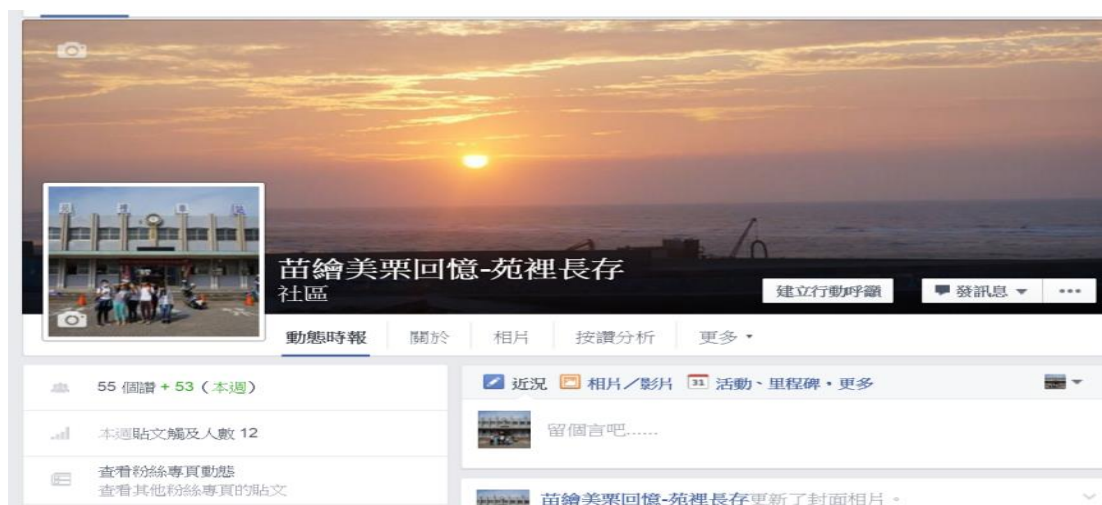 苗繪美栗回憶-苑裡長存
社區
建立行動呼籲
發訊息
動態時報
關於
相片
按讚分析
更多
55 個讚 + 53（本週）
本週貼文觸及人數 12
查看粉絲專頁動態
查看其他粉絲專頁的貼文
近況
相片／影片
31
活動、里程碑・更多
留個言吧......
苗繪美栗回憶-苑裡長存更新了封面相片。